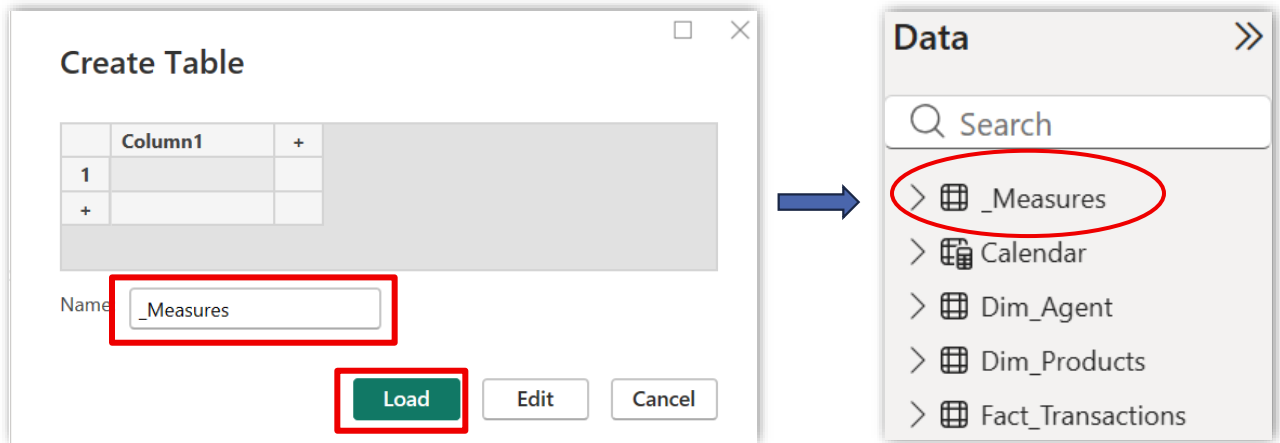 Create Table
Column1 +
1
+
Name
_Measures
Load Edit Cancel
Data
Search
_Measures
Calendar
Dim_Agent
Dim_Products
Fact_Transactions